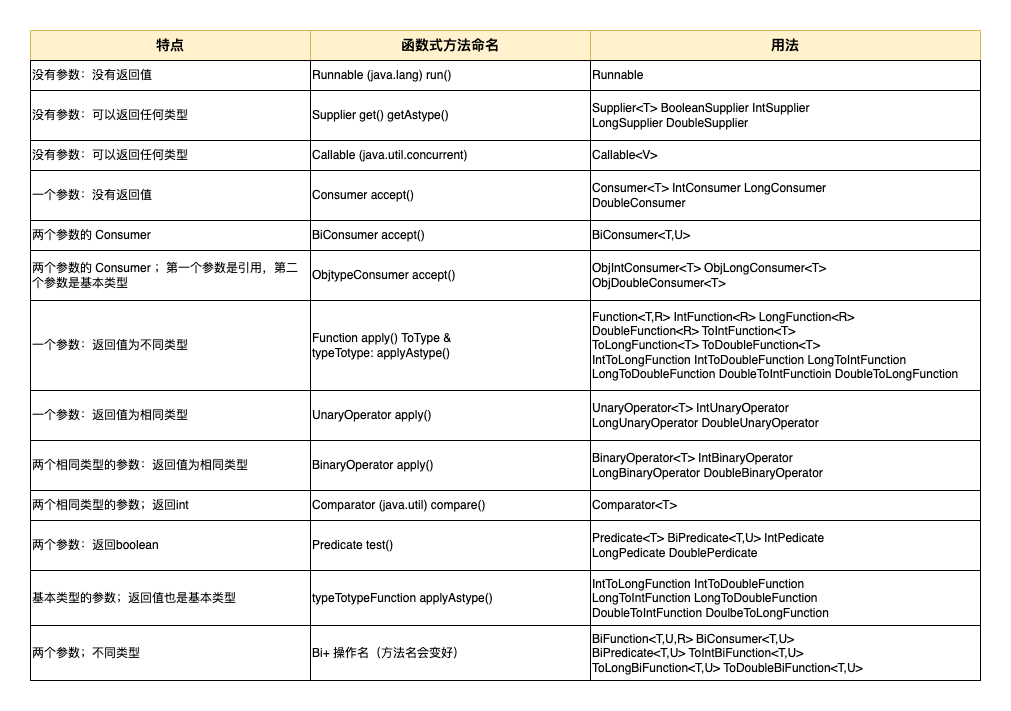 特点
函数式方法命名
用法
没有参数：没有返回值
Runnable (java.lang) run()
Runnable
没有参数：可以返回任何类型
Supplier get() getAstype()
Supplier<T> BooleanSupplier IntSupplier
LongSupplier DoubleSupplier
没有参数：可以返回任何类型
Callable (java.util.concurrent)
Callable<V>
一个参数：没有返回值
Consumer accept()
Consumer<T> IntConsumer LongConsumer
DoubleConsumer
两个参数的 Consumer
BiConsumer accept()
BiConsumer<T,U>
两个参数的 Consumer ；第一个参数是引用，第二
个参数是基本类型
ObjtypeConsumer accept()
ObjIntConsumer<T> ObjLongConsumer<T>
ObjDoubleConsumer<T>
一个参数：返回值为不同类型
Function apply() ToType &
typeTotype: applyAstype()
Function<T,R> IntFunction<R> LongFunction<R>
DoubleFunction<R> ToIntFunction<T>
ToLongFunction<T> ToDoubleFunction<T>
IntToLongFunction IntToDoubleFunction LongToIntFunction
LongToDoubleFunction DoubleToIntFunctioin DoubleToLongFunction
一个参数：返回值为相同类型
UnaryOperator apply()
UnaryOperator<T> IntUnaryOperator
LongUnaryOperator DoubleUnaryOperator
两个相同类型的参数：返回值为相同类型
BinaryOperator apply()
BinaryOperator<T> IntBinaryOperator
LongBinaryOperator DoubleBinaryOperator
两个相同类型的参数；返回int
Comparator (java.util) compare()
Comparator<T>
两个参数：返回boolean
Predicate test()
Predicate<T> BiPredicate<T,U> IntPedicate
LongPedicate DoublePerdicate
基本类型的参数；返回值也是基本类型
typeTotypeFunction applyAstype()
IntToLongFunction IntToDoubleFunction
LongToIntFunction LongToDoubleFunction
DoubleToIntFunction DoulbeToLongFunction
两个参数；不同类型
Bi+ 操作名（方法名会变好）
BiFunction<T,U,R> BiConsumer<T,U>
BiPredicate<T,U> ToIntBiFunction<T,U>
ToLongBiFunction<T,U> ToDoubleBiFunction<T,U>